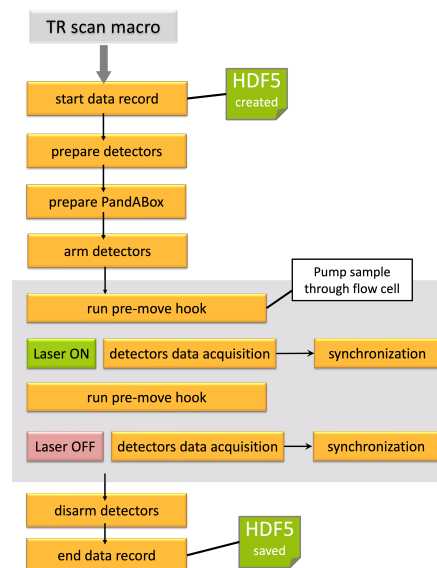 TR scan macro
start data record
HDF5
created
prepare detectors
prepare PandABox
arm detectors
Pump sample
through flow cell
run pre-move hook
Laser ON
detectors data acquisition
synchronization
run pre-move hook
Laser OFF
detectors data acquisition
synchronization
disarm detectors
end data record
HDF5
saved